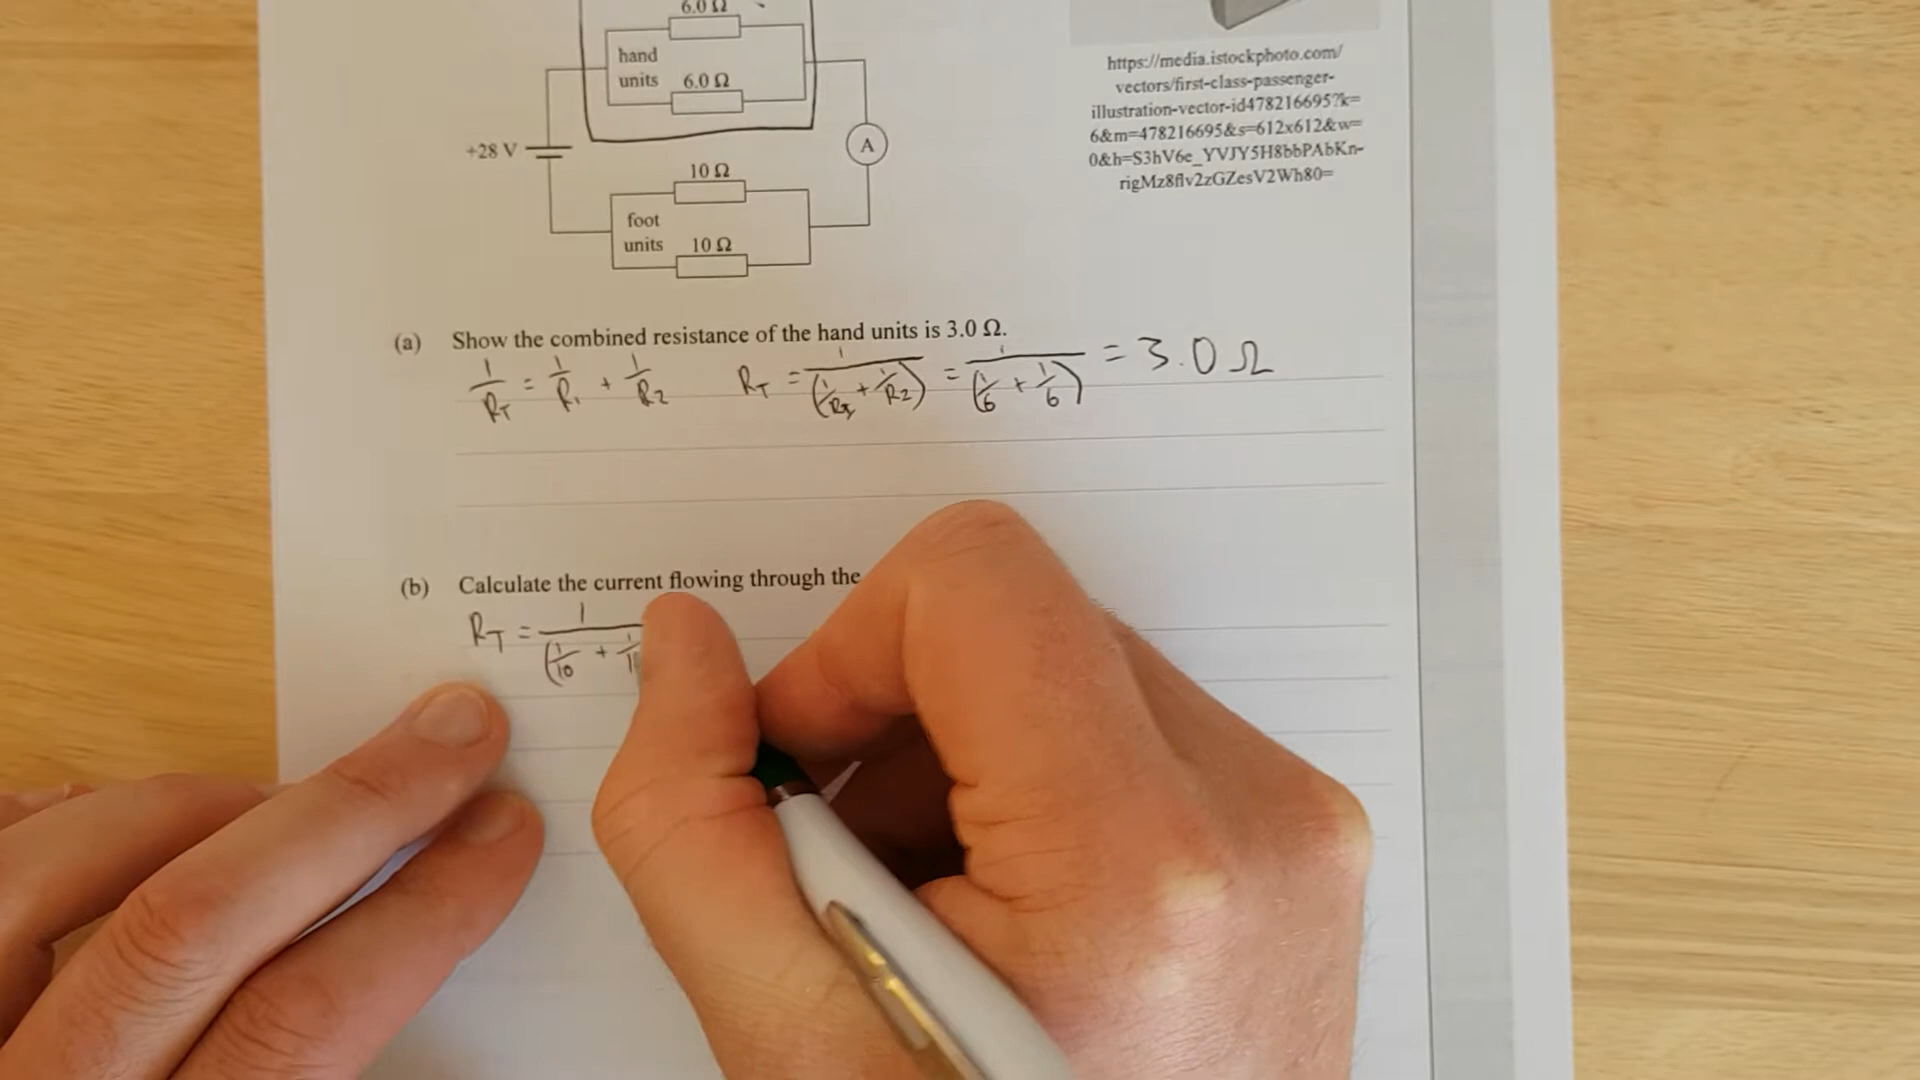 6.0 Ω
hand
units
6.0 Ω
+28 V
A
10 Ω
foot
units
10 Ω
https://media.istockphoto.com/
vectors/first-class-passenger-
illustration-vector-id478216695?k=
6&m=478216695&s=612x612&w=
0&h=S3hV6e_YVJY5H8bbPAbKn-
rigMz8flv2zGZesV2Wh80=
(a) Show the combined resistance of the hand units is 3.0 Ω.
1/RT = 1/R1 + 1/R2 RT = 1/(1/R1 + 1/R2) = 1/(1/6 + 1/6) = 3.0 Ω
(b) Calculate the current flowing through the
RT = 1/(1/10 + 1/1